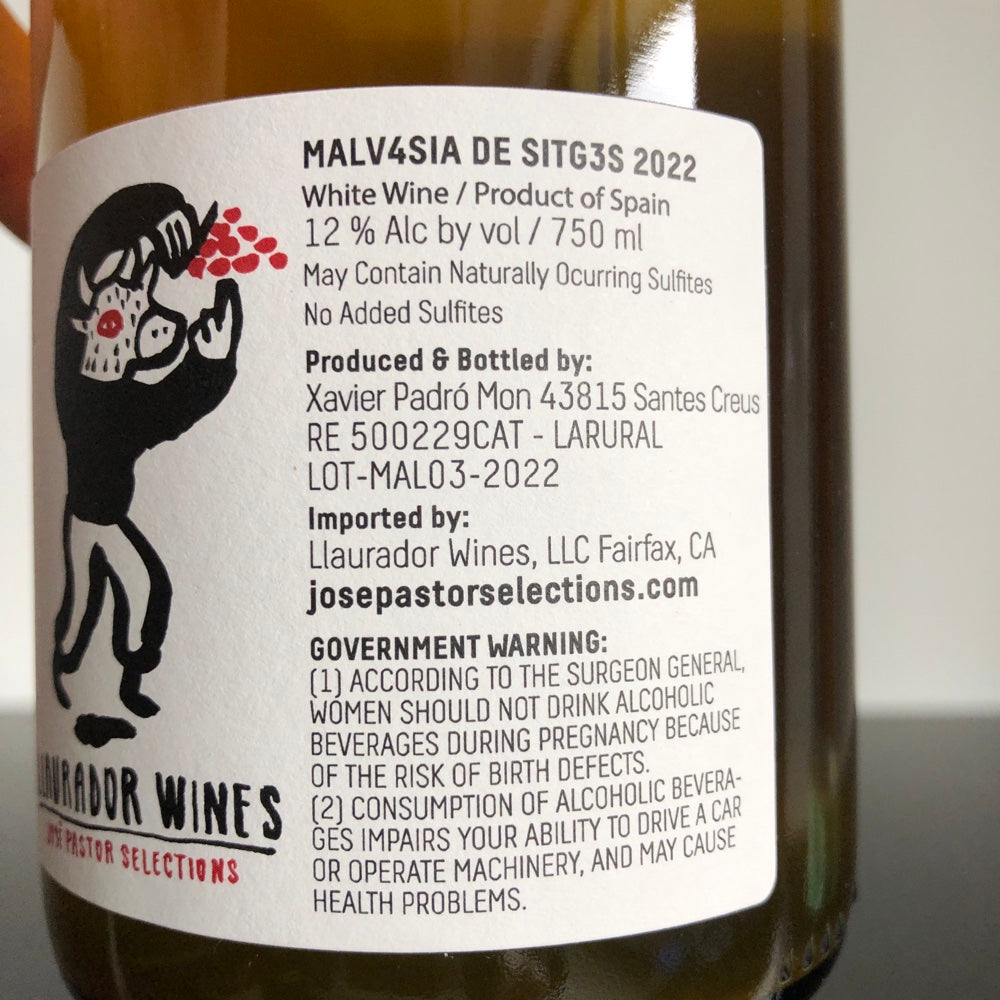 MALV4SIA DE SITG3S 2022
White Wine / Product of Spain
12 % Alc by vol / 750 ml
May Contain Naturally Ocurring Sulfites
No Added Sulfites
Produced & Bottled by:
Xavier Padró Mon 43815 Santes Creus
RE 500229CAT - LARURAL
LOT-MAL03-2022
Imported by:
Llaurador Wines, LLC Fairfax, CA
josepastorselections.com
GOVERNMENT WARNING:
(1) ACCORDING TO THE SURGEON GENERAL,
WOMEN SHOULD NOT DRINK ALCOHOLIC
BEVERAGES DURING PREGNANCY BECAUSE
OF THE RISK OF BIRTH DEFECTS.
(2) CONSUMPTION OF ALCOHOLIC BEVERA-
GES IMPAIRS YOUR ABILITY TO DRIVE A CAR
OR OPERATE MACHINERY, AND MAY CAUSE
HEALTH PROBLEMS.
LLAURADOR WINES
JOSÉ PASTOR SELECTIONS